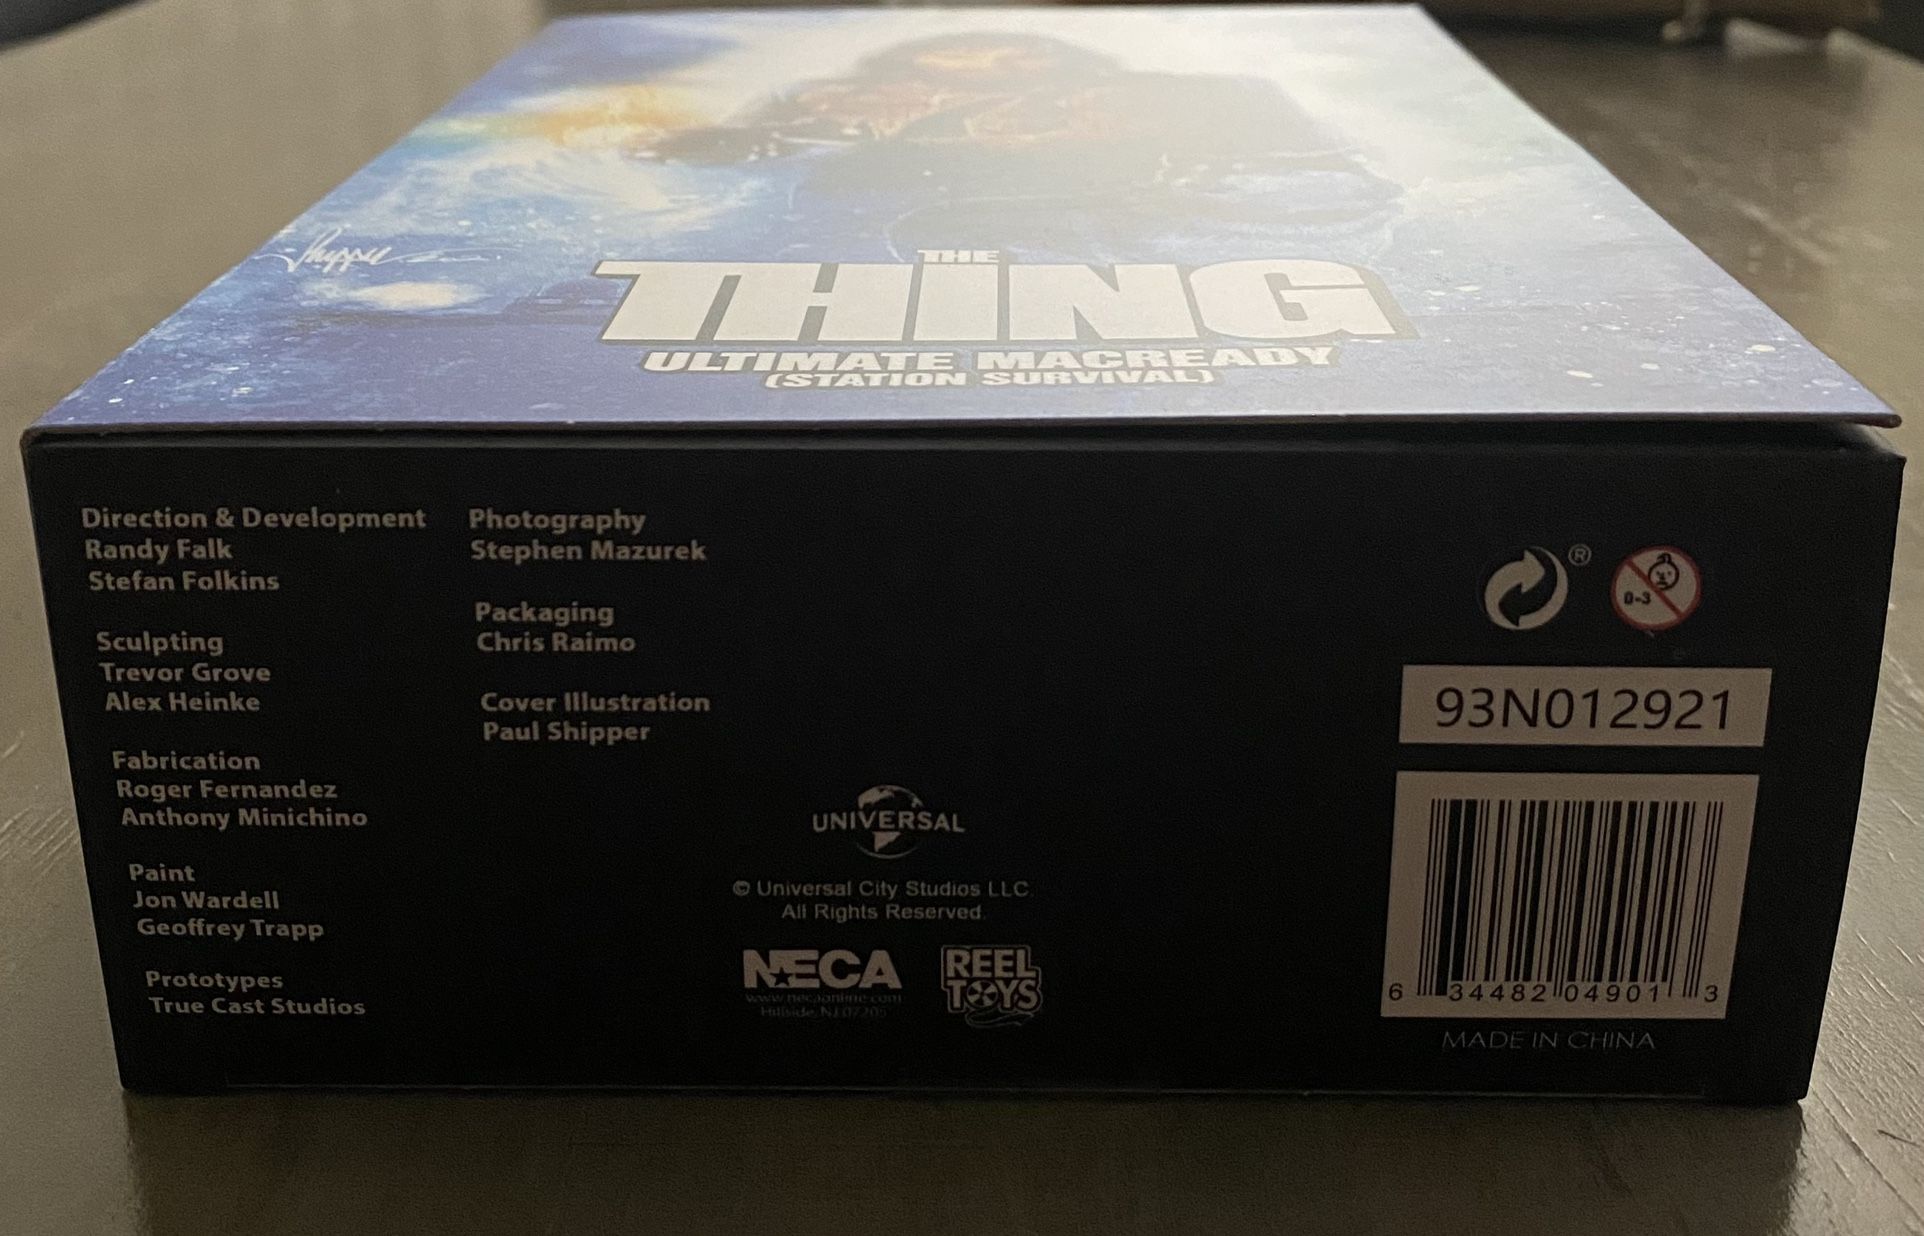 Shipper
THE
THING
ULTIMATE MACREADY
(STATION SURVIVAL)
Direction & Development
Randy Falk
Stefan Folkins
Sculpting
Trevor Grove
Alex Heinke
Fabrication
Roger Fernandez
Anthony Minichino
Paint
Jon Wardell
Geoffrey Trapp
Prototypes
True Cast Studios
Photography
Stephen Mazurek
Packaging
Chris Raimo
Cover Illustration
Paul Shipper
UNIVERSAL
© Universal City Studios LLC.
All Rights Reserved.
NECA
www.necaonline.com
Hillside, NJ 07205
REEL
TOYS
®
0-3
93N012921
6 34482 04901 3
MADE IN CHINA